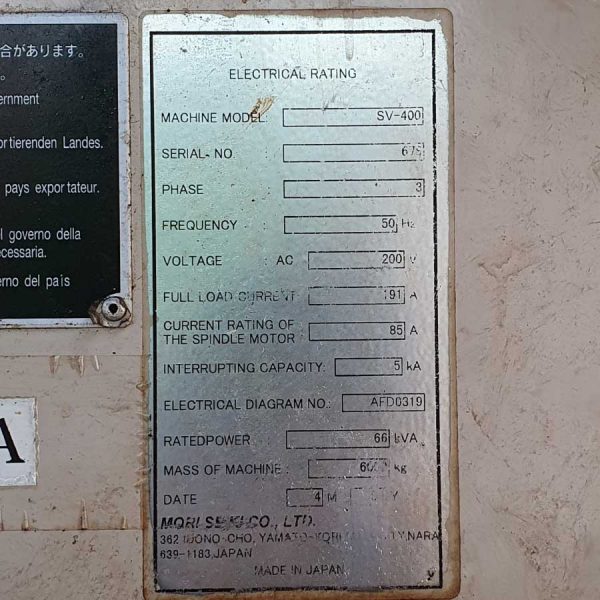 合があります。
。
ernment
ortierenden Landes.
pays exportateur.
l governo della
ecessaria.
rno del país
A
ELECTRICAL RATING
MACHINE MODEL: SV-400
SERIAL NO.
PHASE : 3
FREQUENCY : 50 Hz
VOLTAGE : AC 200 V
FULL LOAD CURRENT 191 A
CURRENT RATING OF
THE SPINDLE MOTOR : 85 A
INTERRUPTING CAPACITY: 5 kA
ELECTRICAL DIAGRAM NO.: AFD0319
RATEDPOWER : 66 kVA
MASS OF MACHINE : kg
DATE : 4 M Y
MORI SEIKI CO., LTD.
362 IDONO-CHO, YAMATO-KORI NARA
639-1183, JAPAN
MADE IN JAPAN